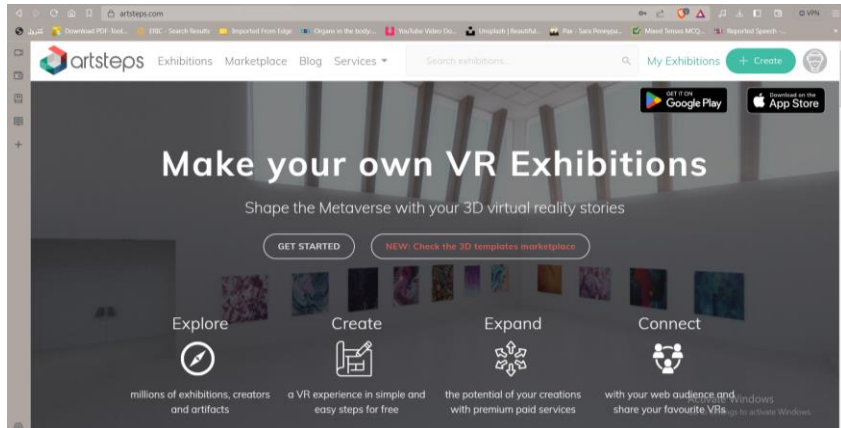 artsteps.com
VPN
Download PDF-Tool...
ERIC - Search Results
Imported From Edge
Organs in the body:...
YouTube Video Do...
Unsplash | Beautiful...
Pax - Sara Pennypa...
Mixed Tenses MCQ...
Reported Speech -...
artsteps
Exhibitions
Marketplace
Blog
Services
Search exhibitions...
My Exhibitions
+ Create
GET IT ON
Google Play
Download on the
App Store
Make your own VR Exhibitions
Shape the Metaverse with your 3D virtual reality stories
GET STARTED
NEW: Check the 3D templates marketplace
Explore
millions of exhibitions, creators
and artifacts
Create
a VR experience in simple and
easy steps for free
Expand
the potential of your creations
with premium paid services
Connect
with your web audience and
share your favourite VRs
Activate Windows
to activate Windows.